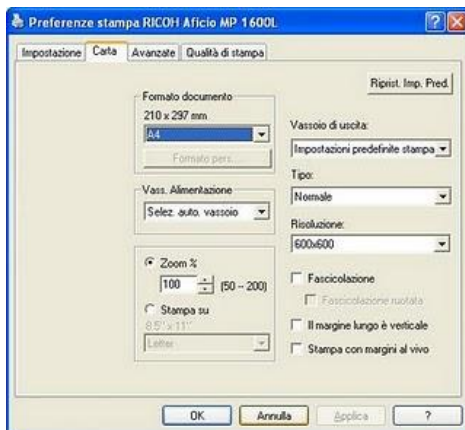 Preferenze stampa RICOH Aficio MP 1600L
Impostazione
Carta
Avanzate
Qualità di stampa
Riprist. Imp. Pred.
Formato documento
210 x 297 mm
A4
Formato pers...
Vass. Alimentazione
Selez. auto. vassoio
Zoom %
100
(50 – 200)
Stampa su
8.5" x 11"
Letter
Vassoio di uscita:
Impostazioni predefinite stampa
Tipo:
Normale
Risoluzione:
600x600
Fascicolazione
Fascicolazione ruotata
Il margine lungo è verticale
Stampa con margini al vivo
OK
Annulla
Applica
?